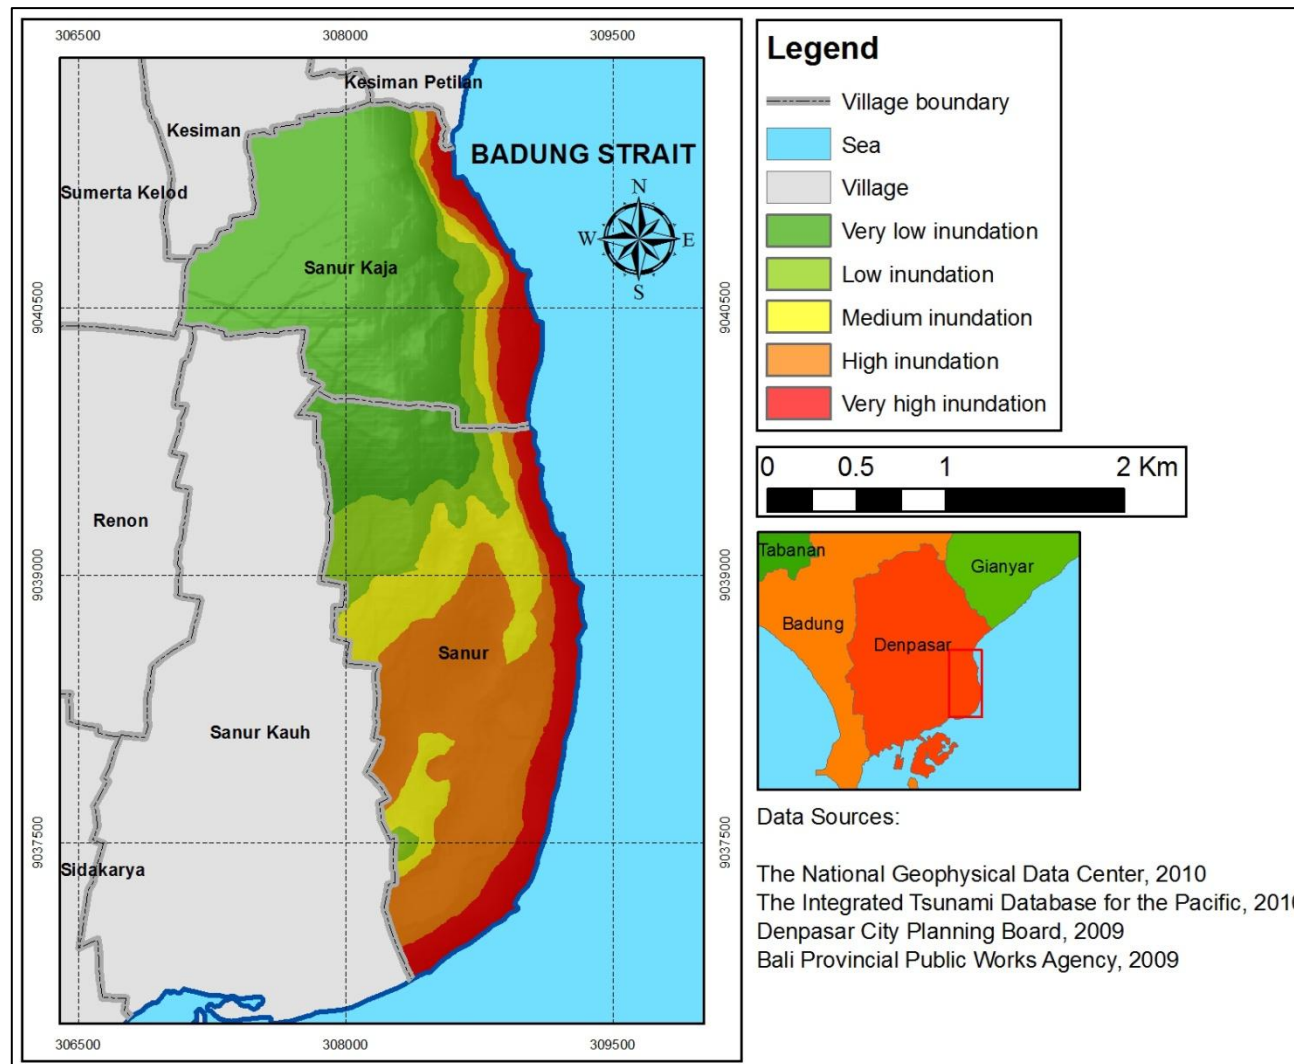 306500
308000
309500
Kesiman Petilan
Kesiman
BADUNG STRAIT
Sumerta Kelod
N
W
E
S
Sanur Kaja
9040500
9040500
Renon
9039000
9039000
Sanur
Sanur Kauh
9037500
9037500
Sidakarya
306500
308000
309500
Legend
Village boundary
Sea
Village
Very low inundation
Low inundation
Medium inundation
High inundation
Very high inundation
0 0.5 1 2 Km
Tabanan
Gianyar
Badung
Denpasar
Data Sources:
The National Geophysical Data Center, 2010
The Integrated Tsunami Database for the Pacific, 2010
Denpasar City Planning Board, 2009
Bali Provincial Public Works Agency, 2009